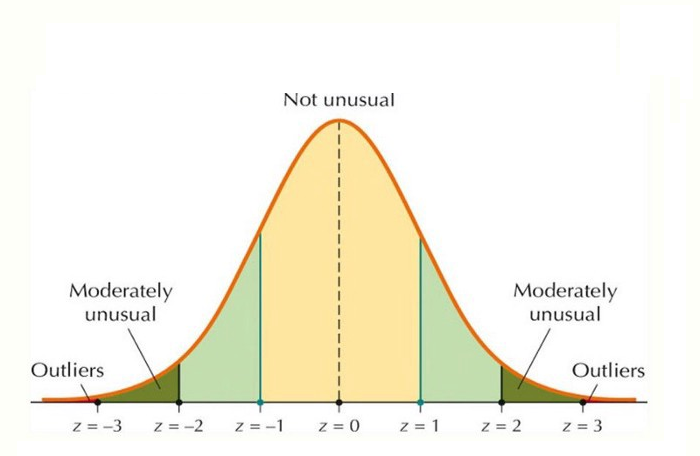 Not unusual
Moderately
unusual
Moderately
unusual
Outliers
Outliers
z = –3
z = –2
z = –1
z = 0
z = 1
z = 2
z = 3